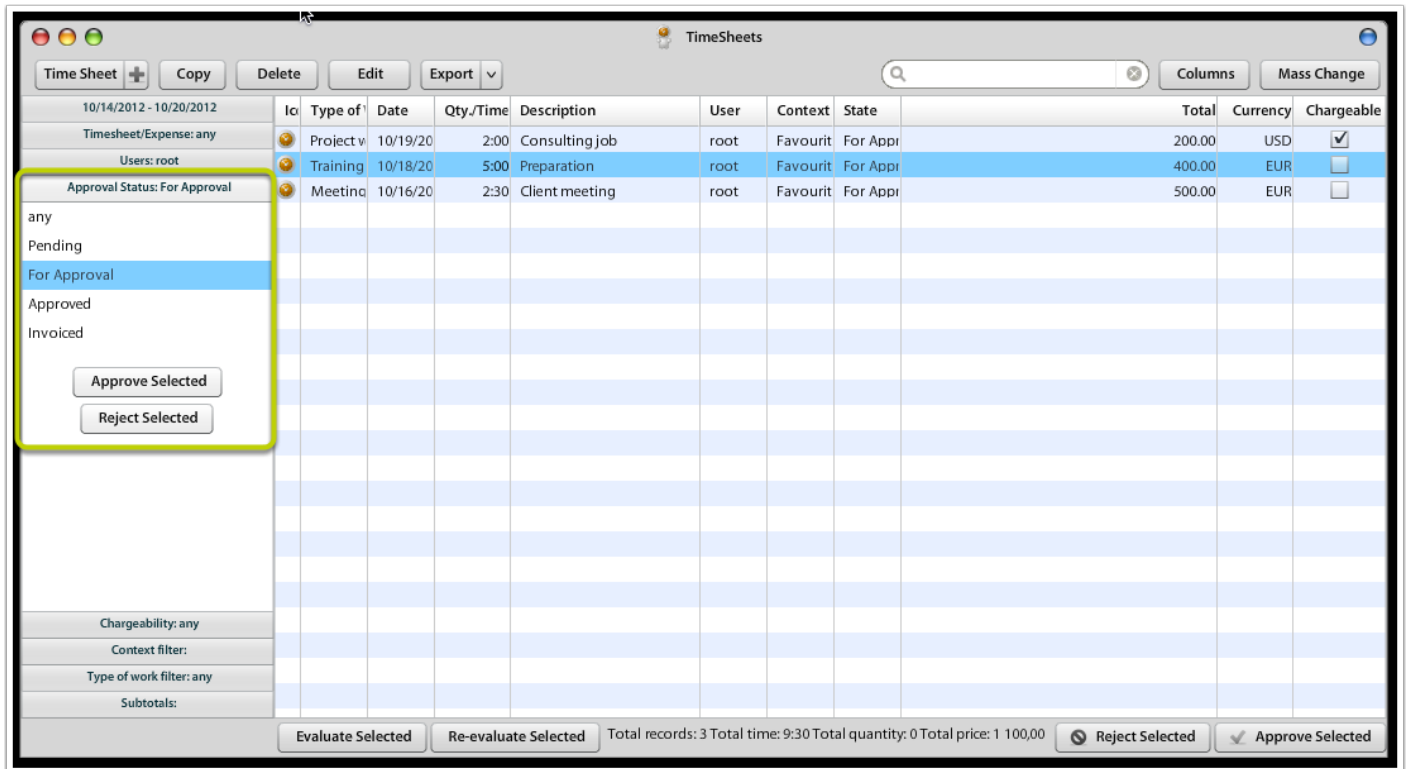 TimeSheets
Time Sheet Copy Delete Edit Export Columns Mass Change
10/14/2012 - 10/20/2012
Timesheet/Expense: any
Users: root
Approval Status: For Approval
any
Pending
For Approval
Approved
Invoiced
Approve Selected
Reject Selected
Chargeability: any
Context filter:
Type of work filter: any
Subtotals:
Ico Type of Date Qty./Time Description User Context State Total Currency Chargeable
Project w 10/19/20 2:00 Consulting job root Favourit For Appr 200.00 USD
Training 10/18/20 5:00 Preparation root Favourit For Appr 400.00 EUR
Meeting 10/16/20 2:30 Client meeting root Favourit For Appr 500.00 EUR
Evaluate Selected Re-evaluate Selected Total records: 3 Total time: 9:30 Total quantity: 0 Total price: 1 100,00 Reject Selected Approve Selected